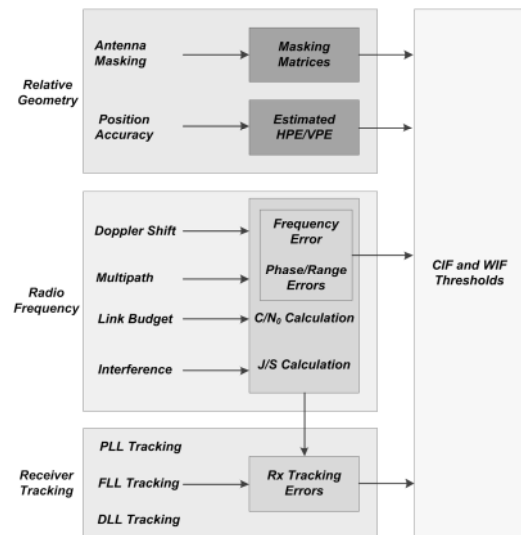 Relative
Geometry
Antenna
Masking
Masking
Matrices
Position
Accuracy
Estimated
HPE/VPE
Radio
Frequency
Doppler Shift
Frequency
Error
Multipath
Phase/Range
Errors
Link Budget
C/N₀ Calculation
Interference
J/S Calculation
Receiver
Tracking
PLL Tracking
FLL Tracking
DLL Tracking
Rx Tracking
Errors
CIF and WIF
Thresholds